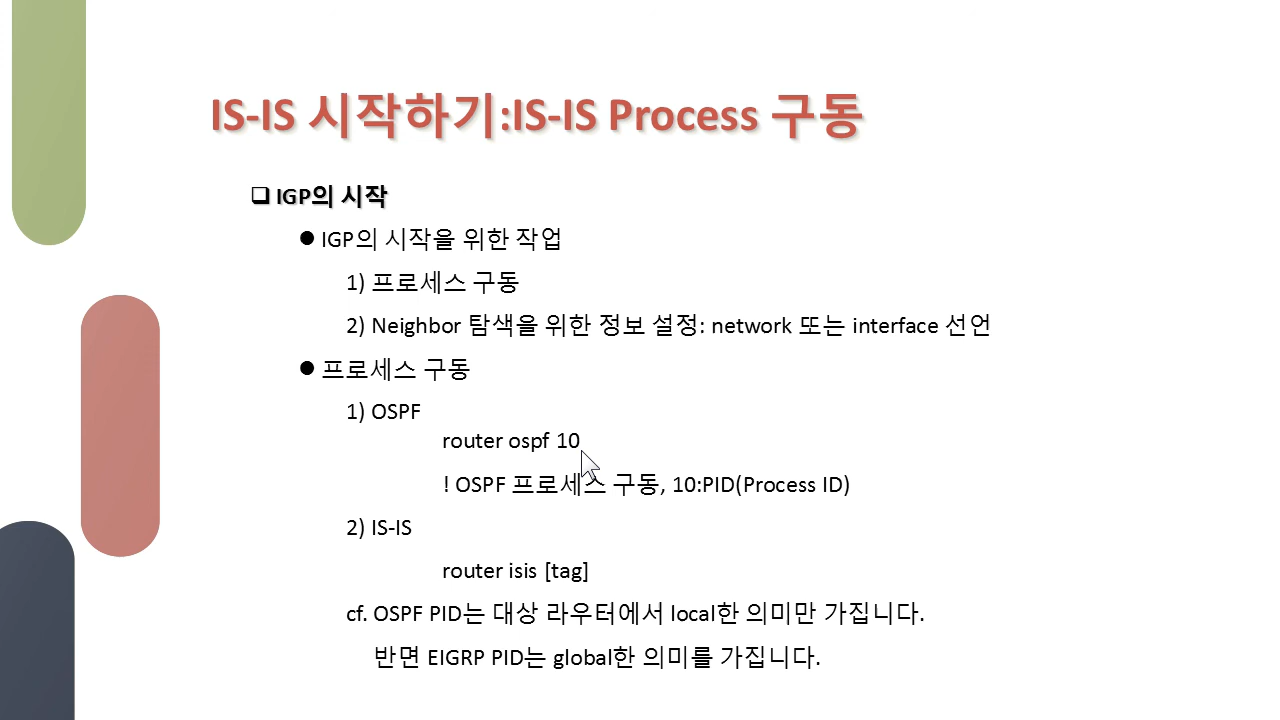 IS-IS 시작하기:IS-IS Process 구동
❑ IGP의 시작
● IGP의 시작을 위한 작업
1) 프로세스 구동
2) Neighbor 탐색을 위한 정보 설정: network 또는 interface 선언
● 프로세스 구동
1) OSPF
router ospf 10
! OSPF 프로세스 구동, 10:PID(Process ID)
2) IS-IS
router isis [tag]
cf. OSPF PID는 대상 라우터에서 local한 의미만 가집니다.
반면 EIGRP PID는 global한 의미를 가집니다.